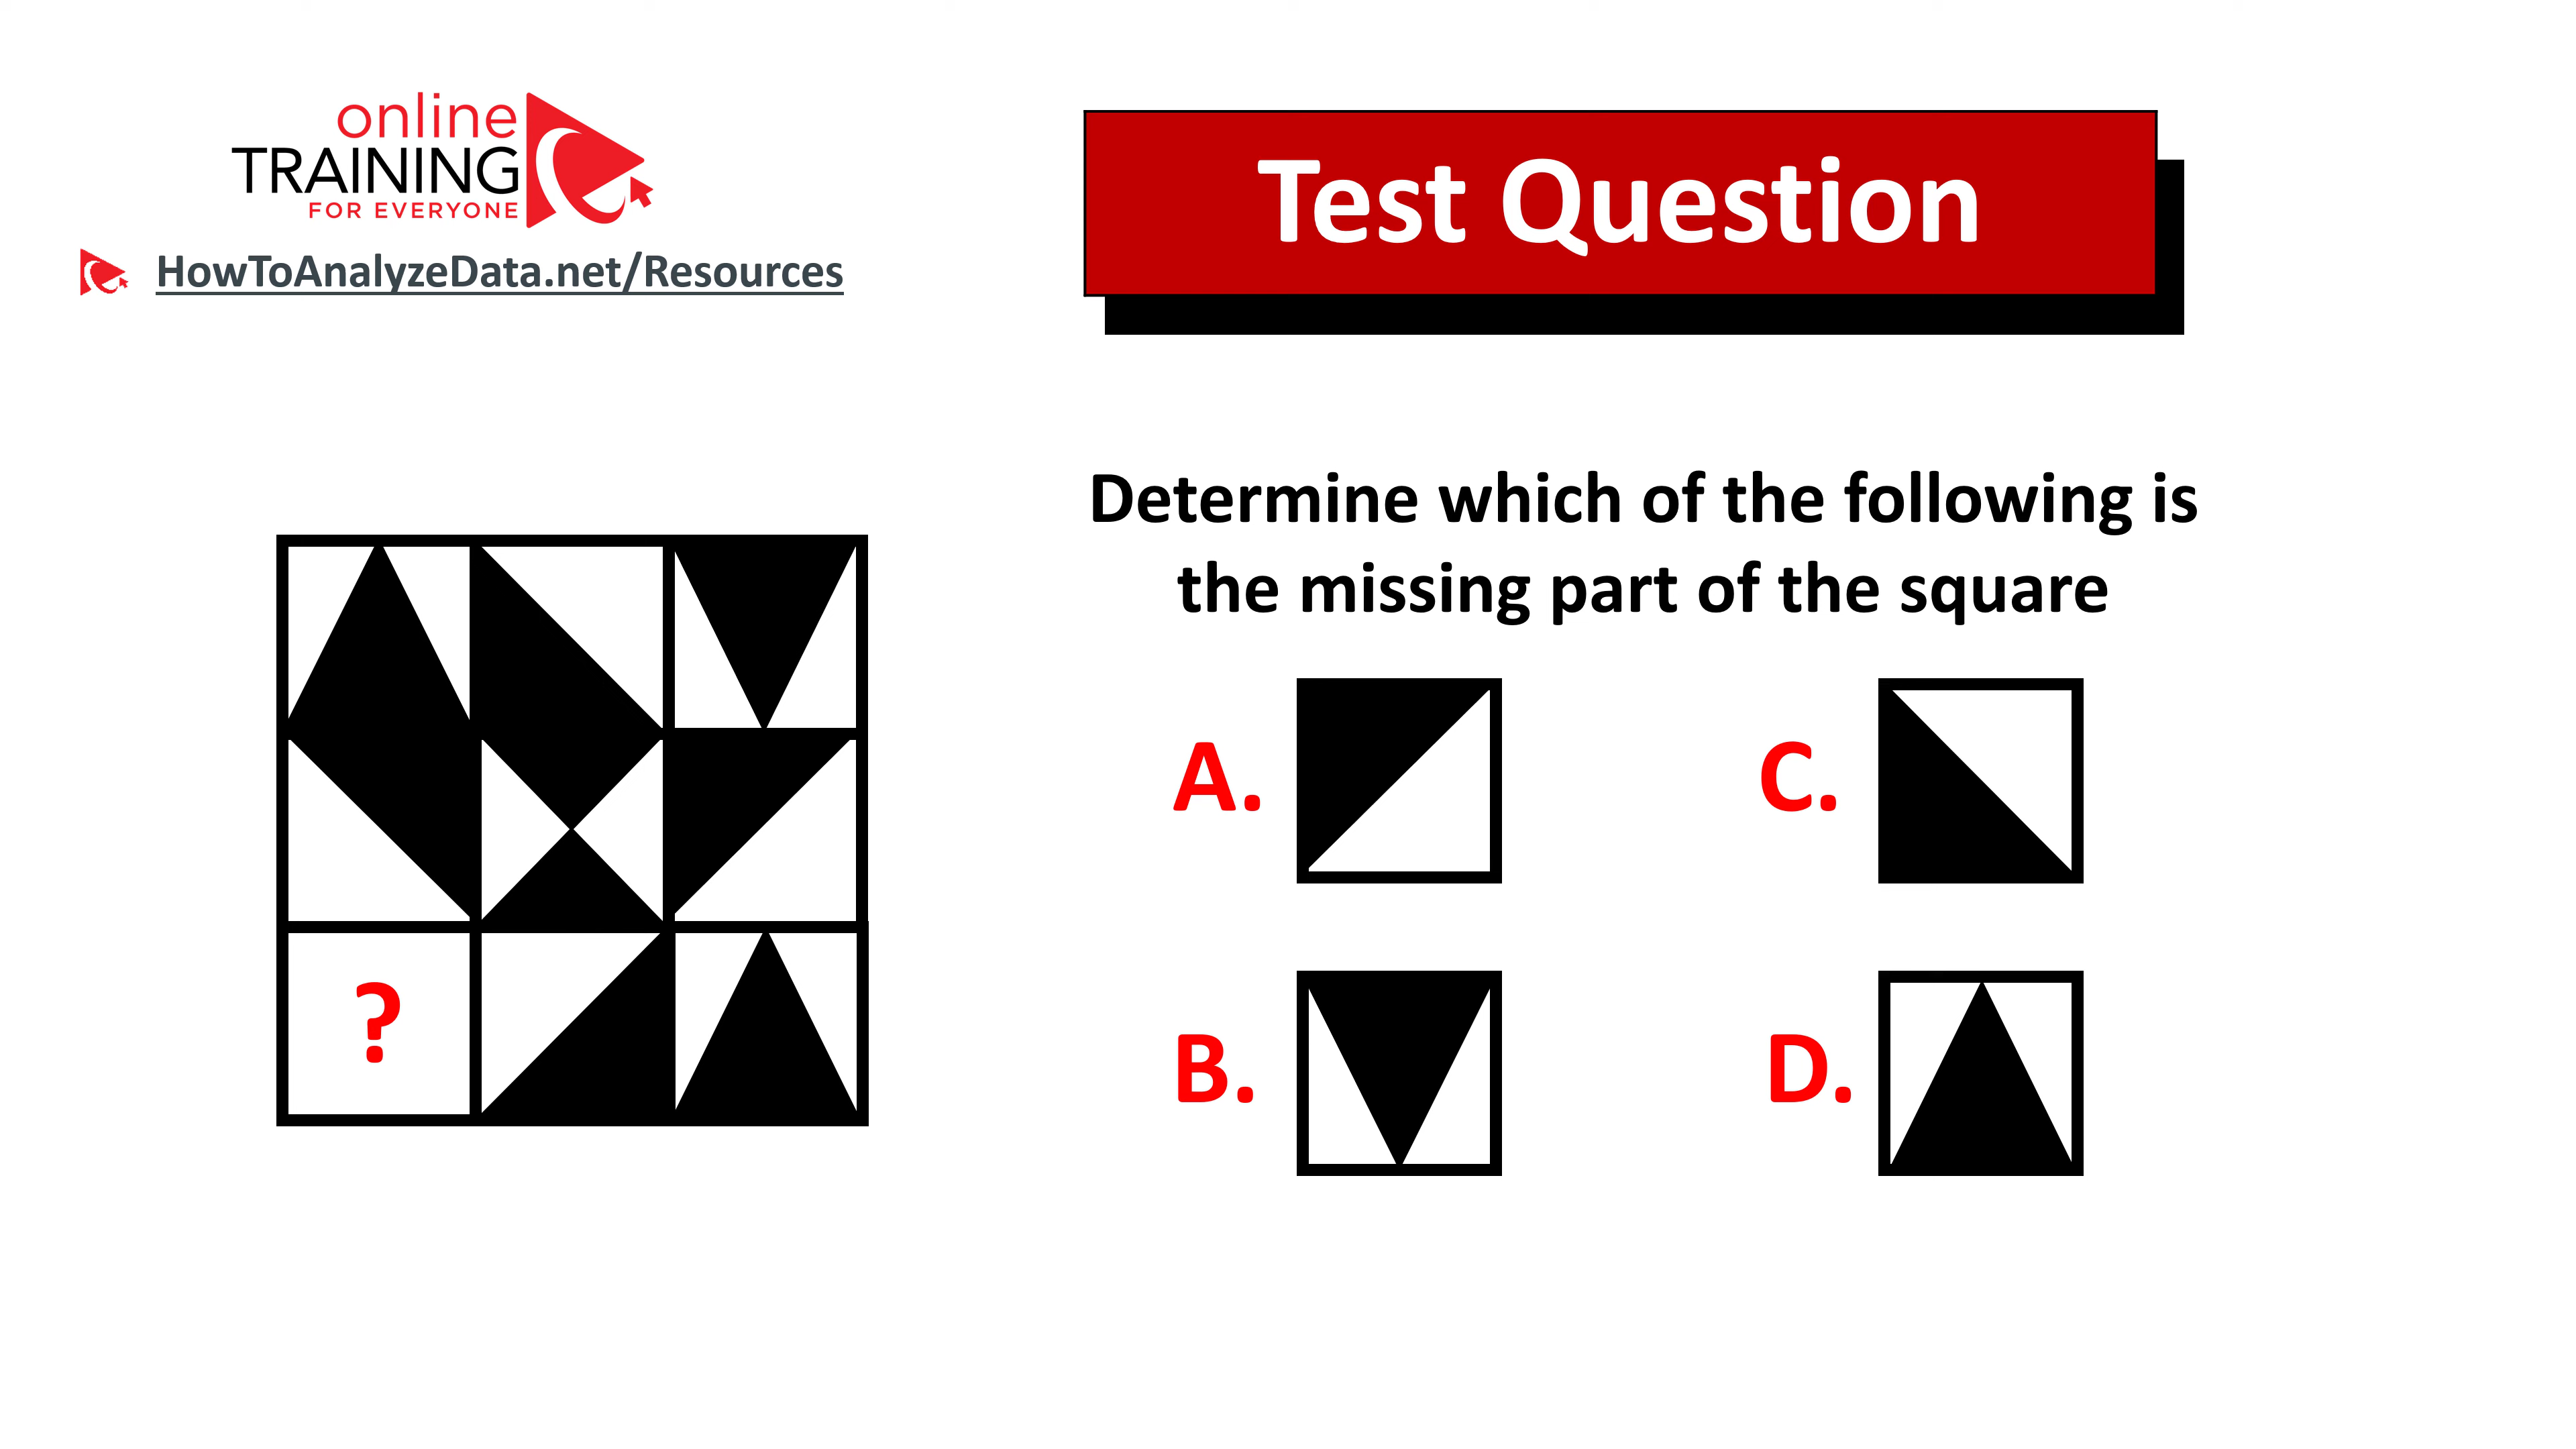 online
TRAINING
FOR EVERYONE
HowToAnalyzeData.net/Resources
Test Question
Determine which of the following is
the missing part of the square
A.
C.
?
B.
D.